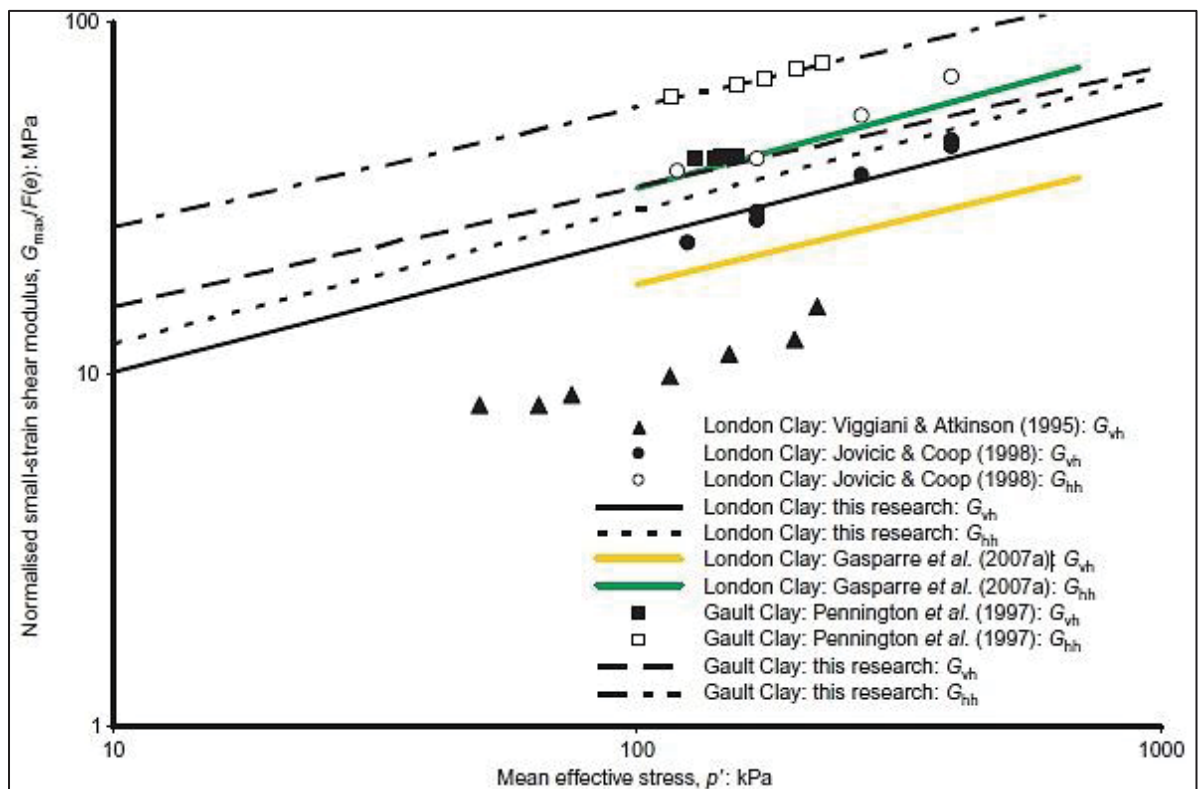 100
10
1
Normalised small-strain shear modulus, Gmax/F(e): MPa
London Clay: Viggiani & Atkinson (1995): Gvh
London Clay: Jovicic & Coop (1998): Gvh
London Clay: Jovicic & Coop (1998): Ghh
London Clay: this research: Gvh
London Clay: this research: Ghh
London Clay: Gasparre et al. (2007a): Gvh
London Clay: Gasparre et al. (2007a): Ghh
Gault Clay: Pennington et al. (1997): Gvh
Gault Clay: Pennington et al. (1997): Ghh
Gault Clay: this research: Gvh
Gault Clay: this research: Ghh
10 100 1000
Mean effective stress, p': kPa